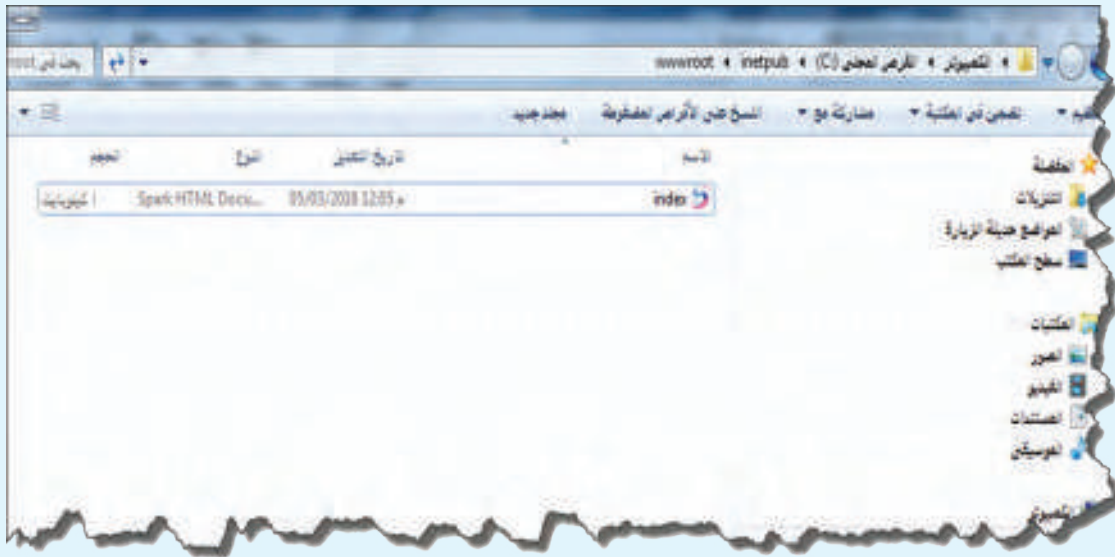 الكمبيوتر ‹ القرص المحلي (C:) ‹ inetpub ‹ wwwroot
بحث في
تضمين في المكتبة
مشاركة مع
النسخ على الأقراص المضغوطة
مجلد جديد
الاسم
تاريخ التعديل
النوع
الحجم
index
05/03/2018 12:05 م
Spark HTML Docu...
1 كيلوبايت
المفضلة
التنزيلات
المواضع حديثة الزيارة
سطح المكتب
المكتبات
الصور
الفيديو
المستندات
الموسيقى